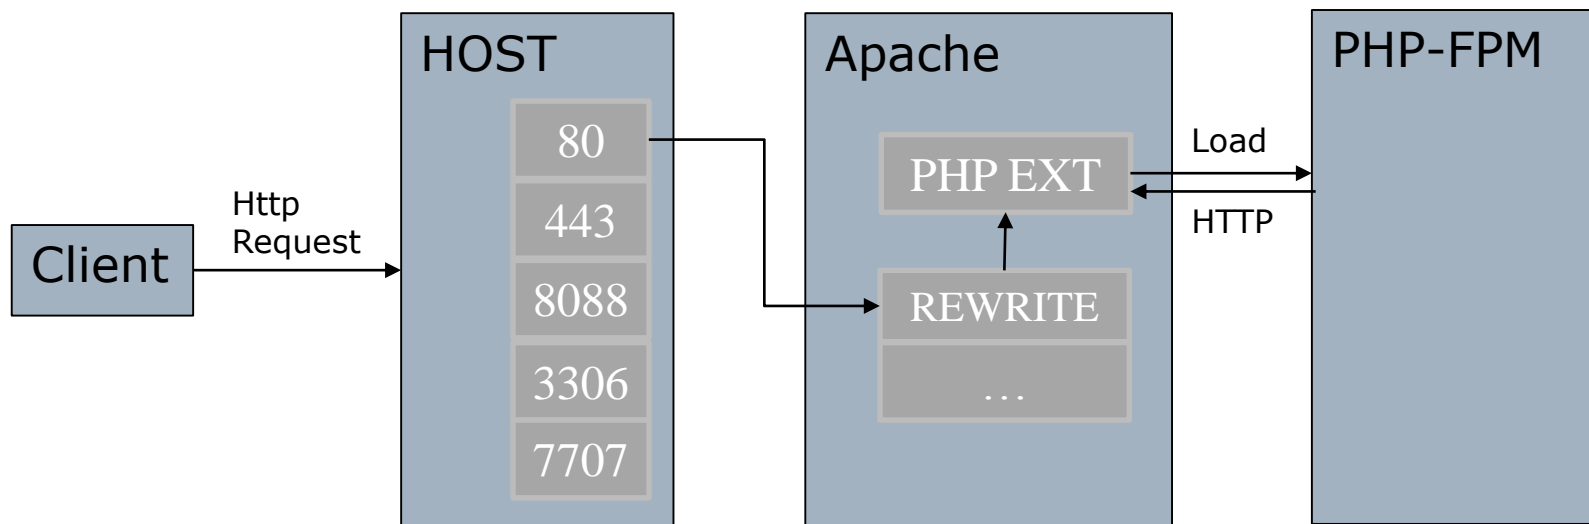 Client
Http
Request
HOST
80
443
8088
3306
7707
Apache
PHP EXT
REWRITE
...
Load
HTTP
PHP-FPM